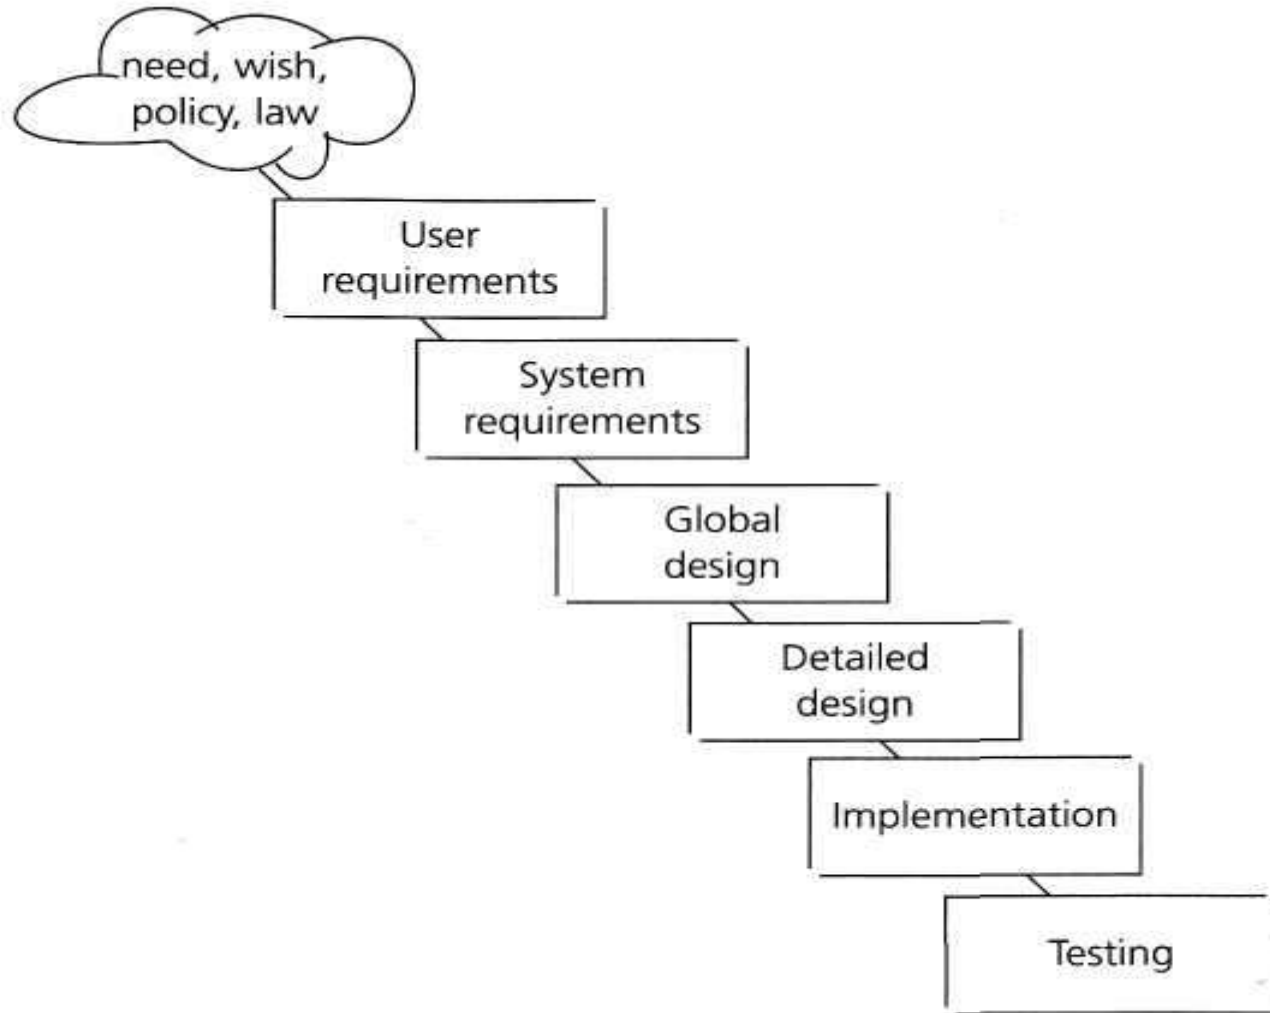 need, wish,
policy, law
User
requirements
System
requirements
Global
design
Detailed
design
Implementation
Testing